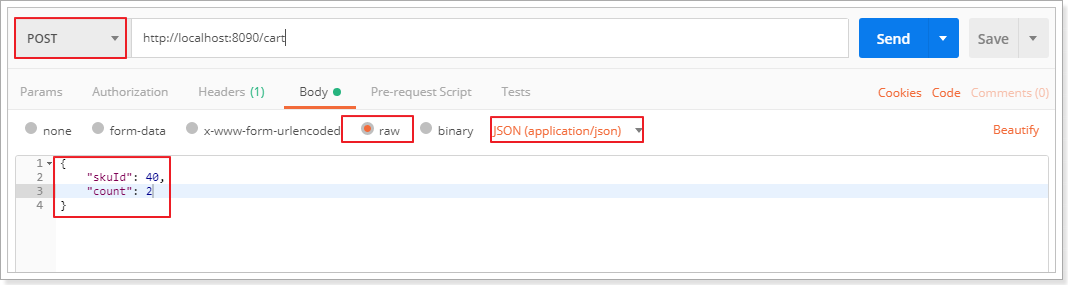 POST http://localhost:8090/cart Send Save
Params Authorization Headers (1) Body Pre-request Script Tests Cookies Code Comments (0)
none form-data x-www-form-urlencoded raw binary JSON (application/json) Beautify
1 {
2 "skuId": 40,
3 "count": 2
4 }